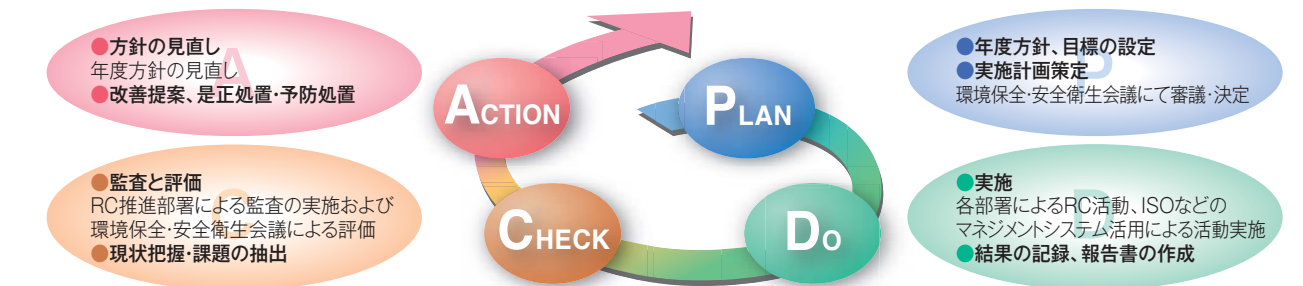 A
●方針の見直し
年度方針の見直し
●改善提案、是正処置・予防処置
C
●監査と評価
RC推進部署による監査の実施および
環境保全・安全衛生会議による評価
●現状把握・課題の抽出
ACTION
PLAN
CHECK
DO
P
●年度方針、目標の設定
●実施計画策定
環境保全・安全衛生会議にて審議・決定
D
●実施
各部署によるRC活動、ISOなどの
マネジメントシステム活用による活動実施
●結果の記録、報告書の作成